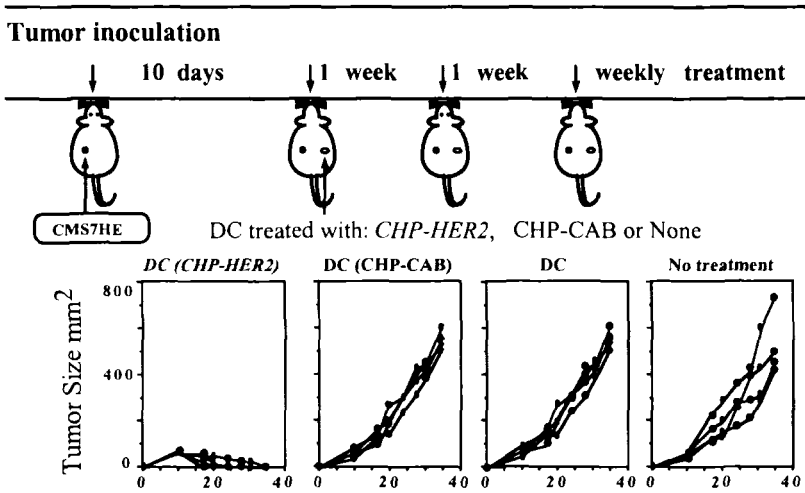 Tumor inoculation
10 days 1 week 1 week weekly treatment
CMS7HE
DC treated with: CHP-HER2, CHP-CAB or None
DC (CHP-HER2) DC (CHP-CAB) DC No treatment
Tumor Size mm²
800
400
0
0 20 40 0 20 40 0 20 40 0 20 40